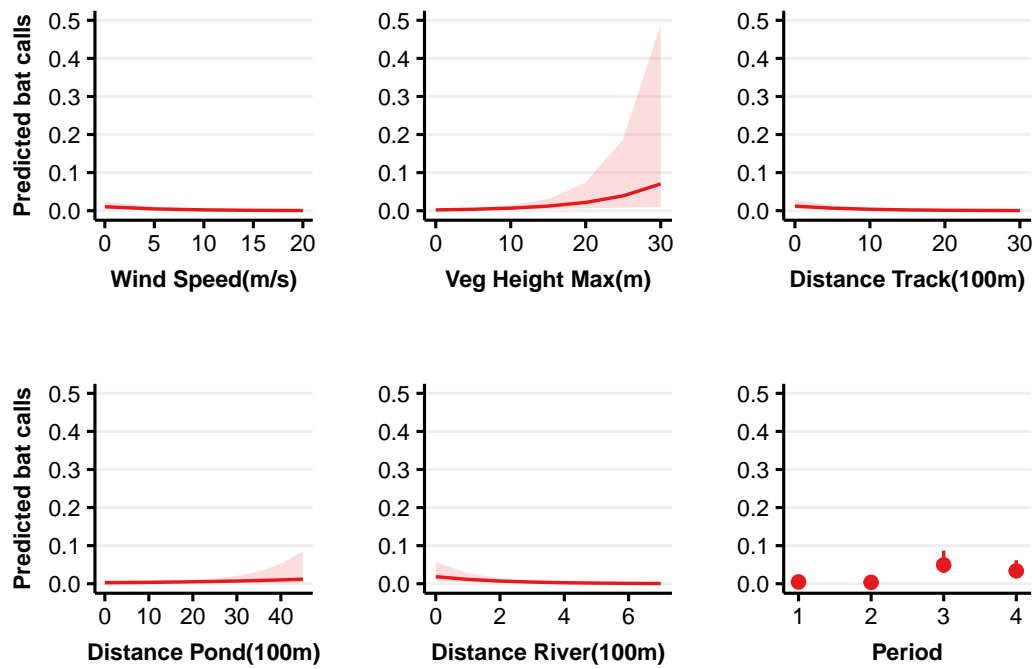 Predicted bat calls
0.5
0.4
0.3
0.2
0.1
0.0
0 5 10 15 20
Wind Speed(m/s)
0.5
0.4
0.3
0.2
0.1
0.0
0 10 20 30
Veg Height Max(m)
0.5
0.4
0.3
0.2
0.1
0.0
0 10 20 30
Distance Track(100m)
Predicted bat calls
0.5
0.4
0.3
0.2
0.1
0.0
0 10 20 30 40
Distance Pond(100m)
0.5
0.4
0.3
0.2
0.1
0.0
0 2 4 6
Distance River(100m)
0.5
0.4
0.3
0.2
0.1
0.0
1 2 3 4
Period